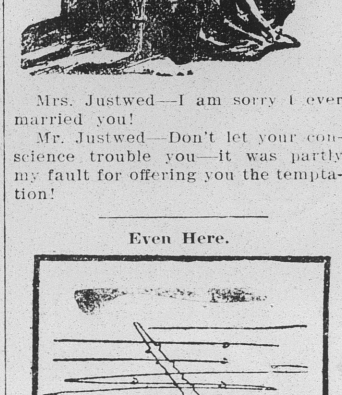 Mrs. Justwed—I am sorry I ever
married you!
Mr. Justwed—Don't let your con-
science trouble you—it was partly
my fault for offering you the tempta-
tion!
Even Here.